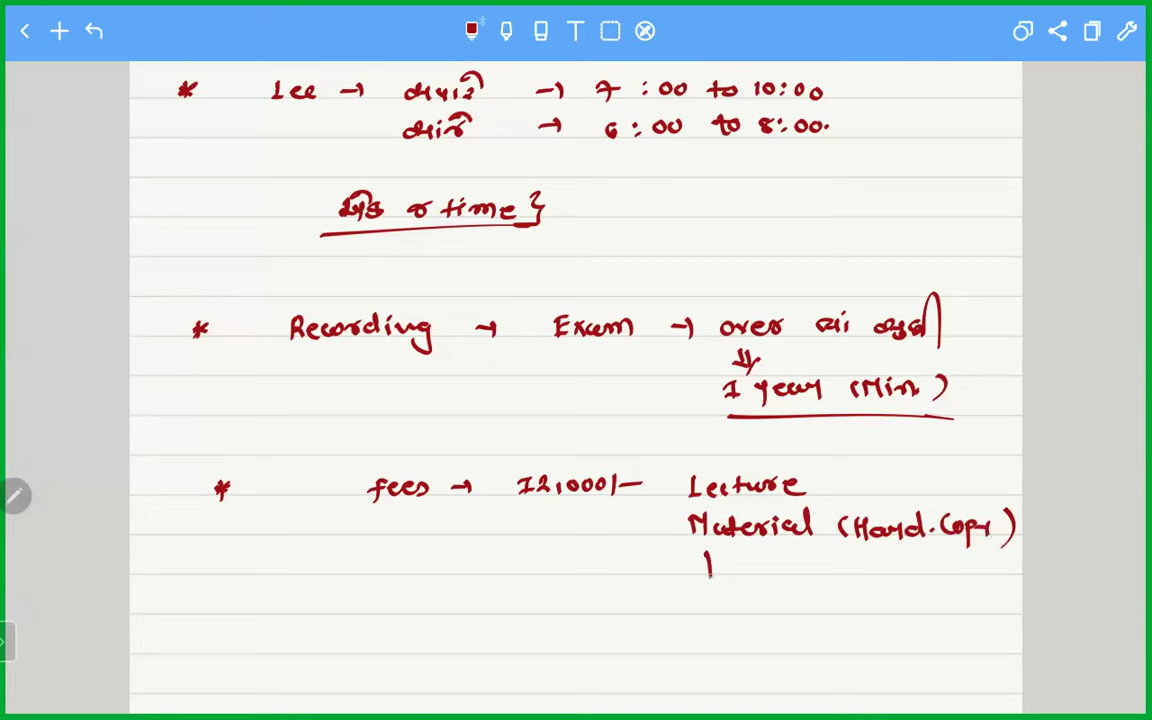 * Lec → સવારે → 7:00 to 10:00
સાંજે → 6:00 to 8:00.
time }
* Recording → Exam → over થાય
⇓
1 year (Min)
* fees → 12,000/- Lecture
Material (Hard.Copy)
T